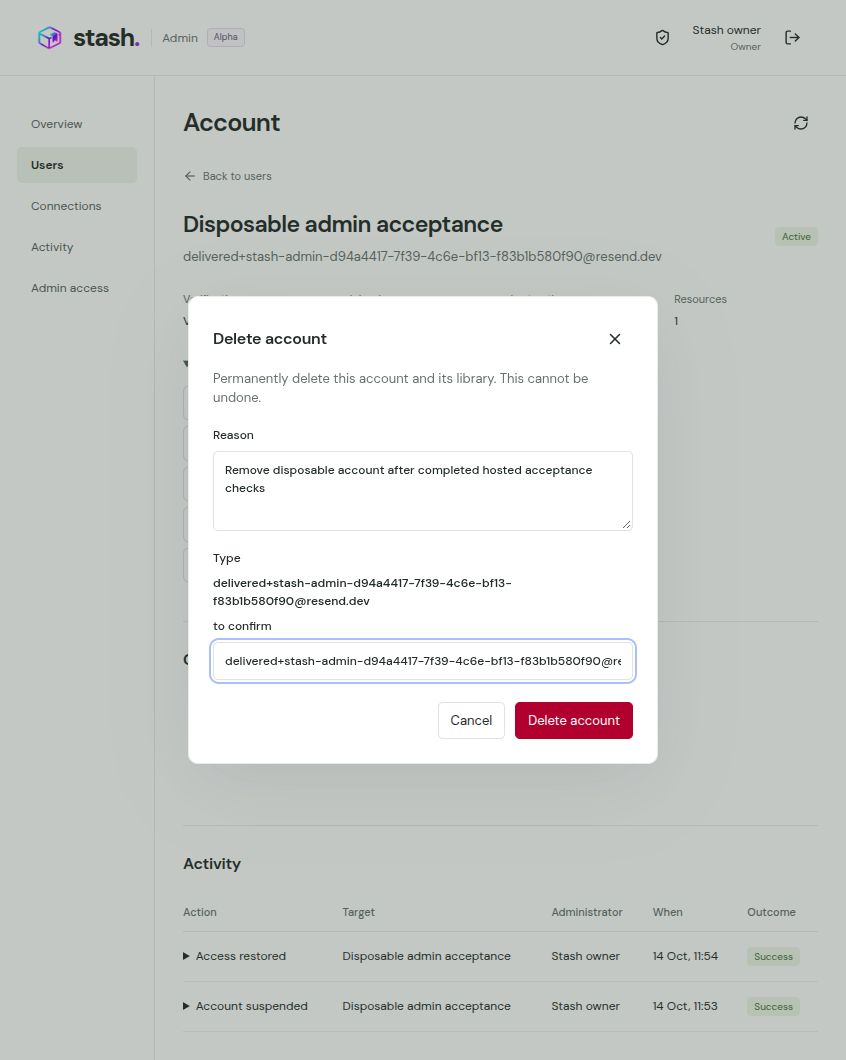 stash.
Admin
Alpha
Stash owner
Owner
Overview
Users
Connections
Activity
Admin access
Account
Back to users
Disposable admin acceptance
Active
delivered+stash-admin-d94a4417-7f39-4c6e-bf13-f83b1b580f90@resend.dev
Resources
1
Delete account
Permanently delete this account and its library. This cannot be
undone.
Reason
Remove disposable account after completed hosted acceptance
checks
Type
delivered+stash-admin-d94a4417-7f39-4c6e-bf13-
f83b1b580f90@resend.dev
to confirm
delivered+stash-admin-d94a4417-7f39-4c6e-bf13-f83b1b580f90@re
Cancel
Delete account
Activity
Action Target Administrator When Outcome
Access restored Disposable admin acceptance Stash owner 14 Oct, 11:54 Success
Account suspended Disposable admin acceptance Stash owner 14 Oct, 11:53 Success